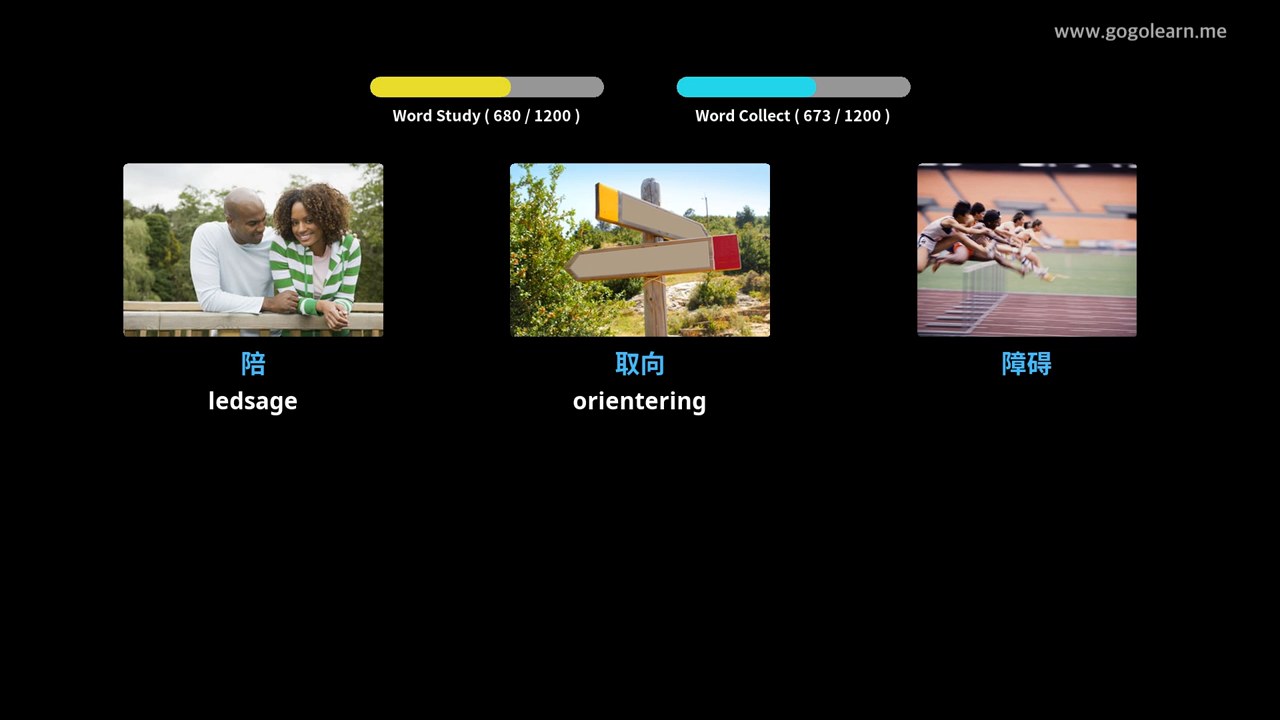 www.gogolearn.me
Word Study ( 680 / 1200 )
Word Collect ( 673 / 1200 )
陪
取向
障碍
ledsage
orientering